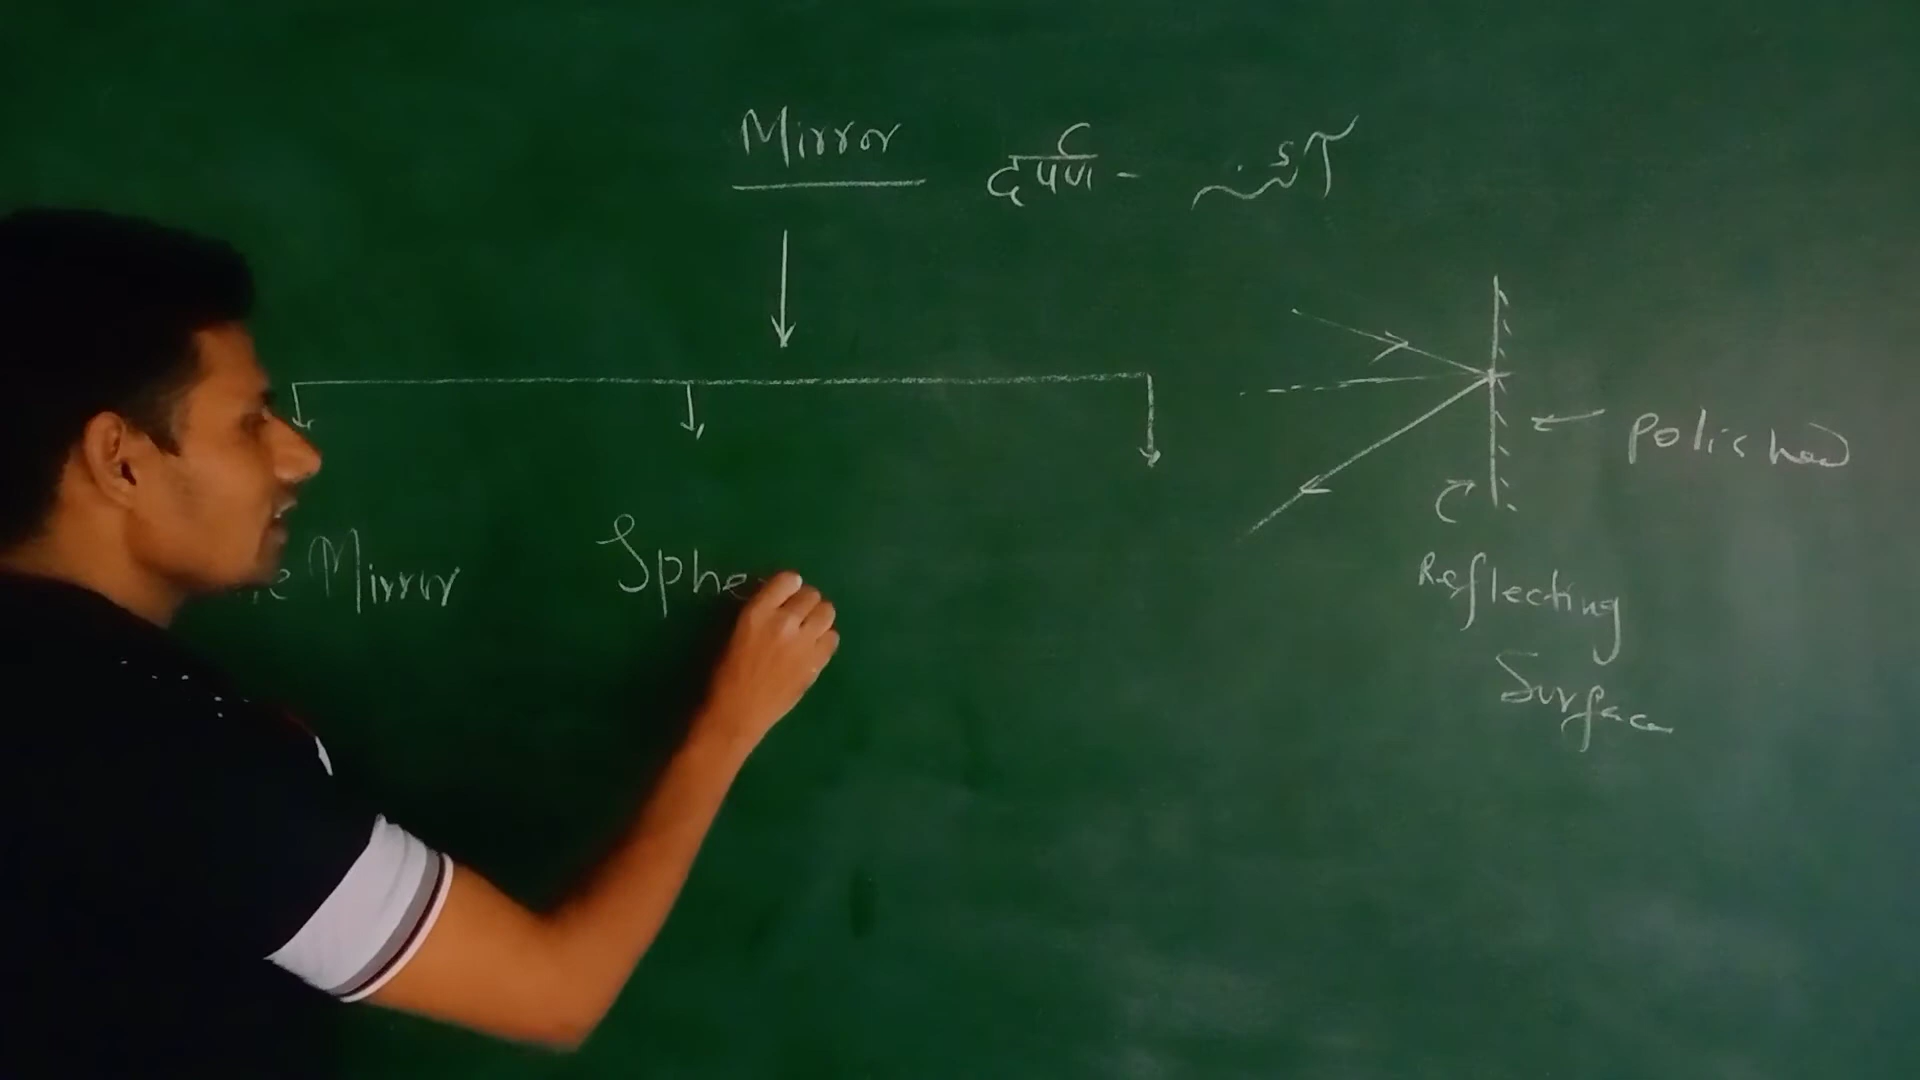 Mirror दर्पण -
Mirror
Sphe
polished
Reflecting
Surface